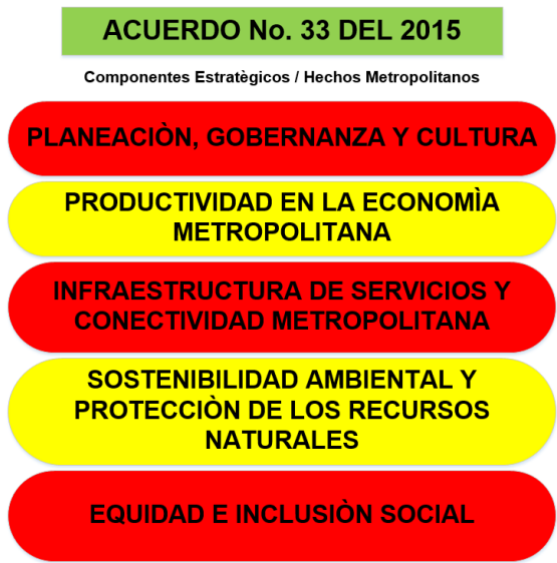 ACUERDO No. 33 DEL 2015
Componentes Estratègicos / Hechos Metropolitanos
PLANEACIÒN, GOBERNANZA Y CULTURA
PRODUCTIVIDAD EN LA ECONOMÌA
METROPOLITANA
INFRAESTRUCTURA DE SERVICIOS Y
CONECTIVIDAD METROPOLITANA
SOSTENIBILIDAD AMBIENTAL Y
PROTECCIÒN DE LOS RECURSOS
NATURALES
EQUIDAD E INCLUSIÒN SOCIAL